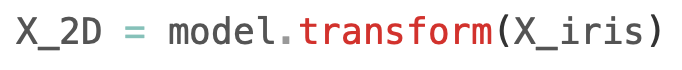 X_2D = model.transform(X_iris)